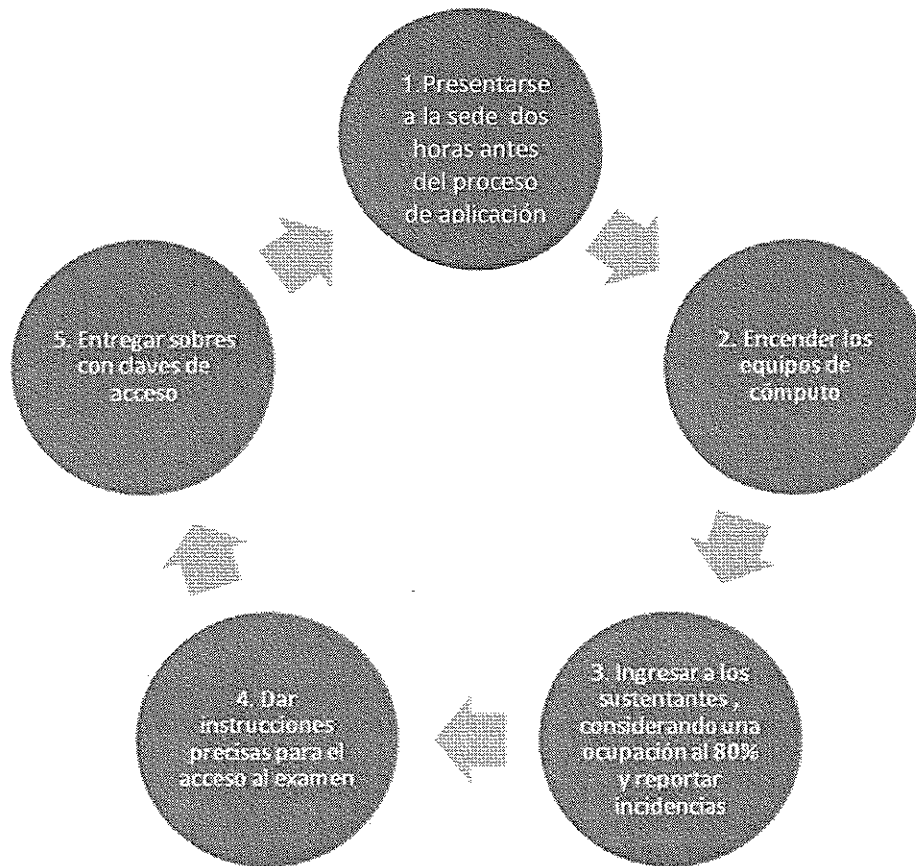 1. Presentarse
a la sede dos
horas antes
del proceso
de aplicación
2. Encender los
equipos de
cómputo
3. Ingresar a los
sustentantes ,
considerando una
ocupación al 80%
y reportar
incidencias
4. Dar
instrucciones
precisas para el
acceso al examen
5. Entregar sobres
con claves de
acceso